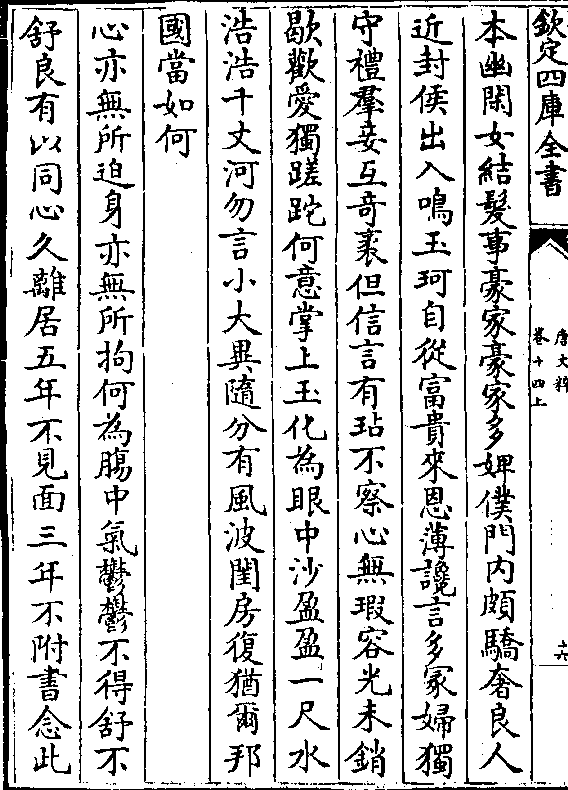 欽定四庫全書
唐文粹
卷十四上
十六
本幽閑女結髮事豪家豪家多婢僕門内頗驕奢良人
近封侯出入鳴玉珂自從富貴來恩薄讒言多冢婦獨
守禮羣妾互奇袤但信言有玷不察心無瑕容光未銷
歇歡愛獨蹉跎何意掌上玉化為眼中沙盈盈一尺水
浩浩千丈河勿言小大異隨分有風波閨房復猶爾邦
國當如何
心亦無所迫身亦無所拘何為腸中氣鬱鬱不得舒不
舒良有以同心久離居五年不見面三年不附書念此